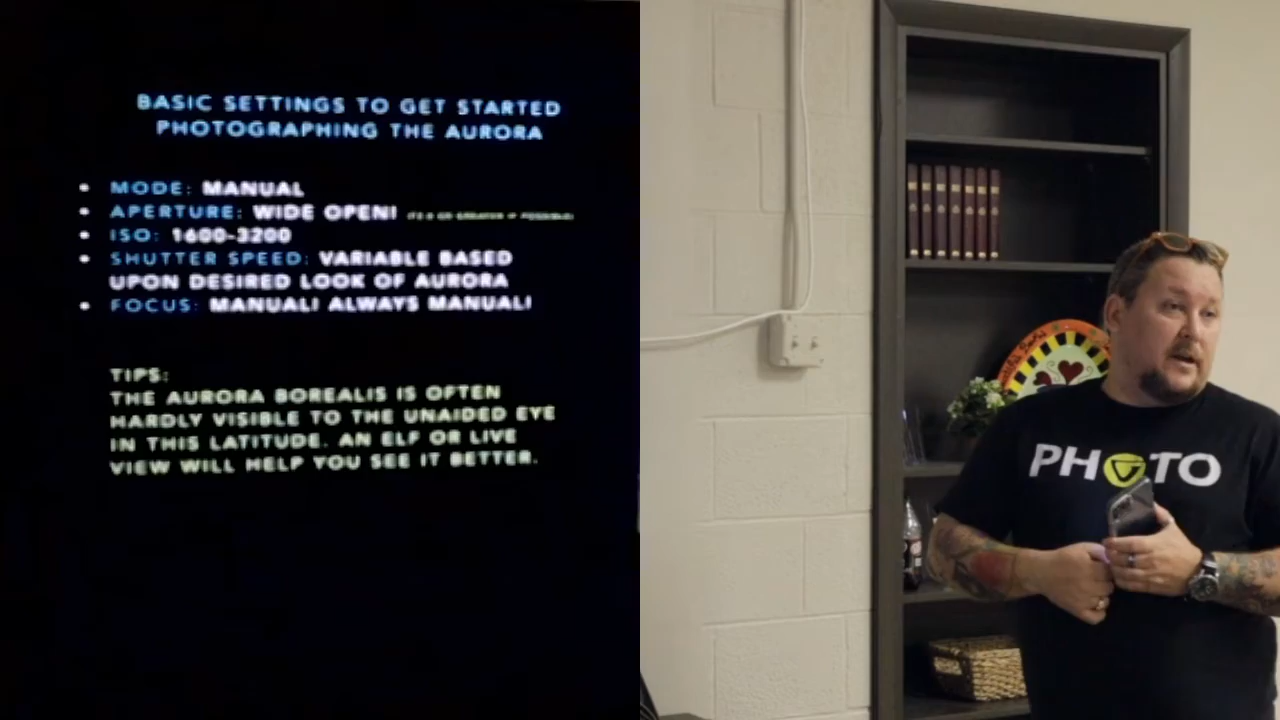 BASIC SETTINGS TO GET STARTED
PHOTOGRAPHING THE AURORA
• MODE: MANUAL
• APERTURE: WIDE OPEN!
• ISO: 1600-3200
• SHUTTER SPEED: VARIABLE BASED
UPON DESIRED LOOK OF AURORA
• FOCUS: MANUAL! ALWAYS MANUAL!
TIPS:
THE AURORA BOREALIS IS OFTEN
HARDLY VISIBLE TO THE UNAIDED EYE
IN THIS LATITUDE. AN ELF OR LIVE
VIEW WILL HELP YOU SEE IT BETTER.
PHOTO